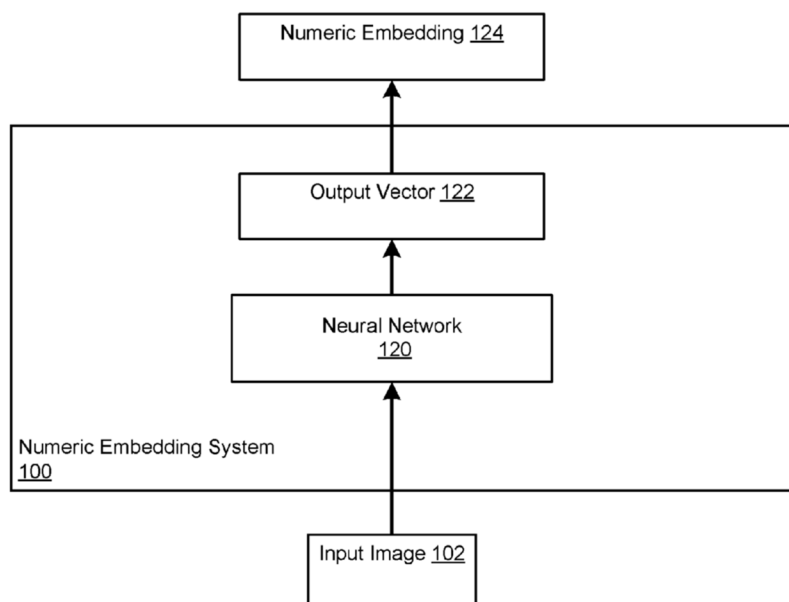 Numeric Embedding 124
Output Vector 122
Neural Network
120
Numeric Embedding System
100
Input Image 102